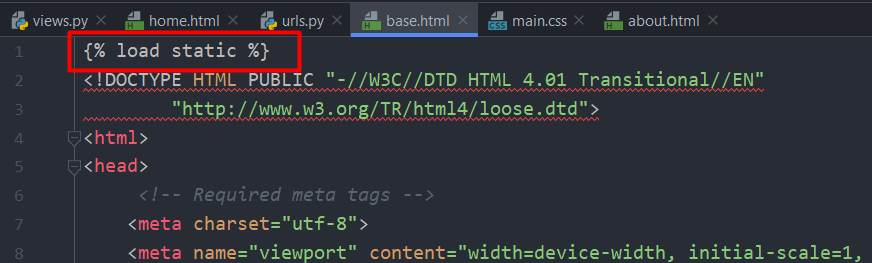 views.py home.html urls.py base.html main.css about.html
1 {% load static %}
2 <!DOCTYPE HTML PUBLIC "-//W3C//DTD HTML 4.01 Transitional//EN"
3 "http://www.w3.org/TR/html4/loose.dtd">
4 <html>
5 <head>
6 <!-- Required meta tags -->
7 <meta charset="utf-8">
8 <meta name="viewport" content="width=device-width, initial-scale=1,